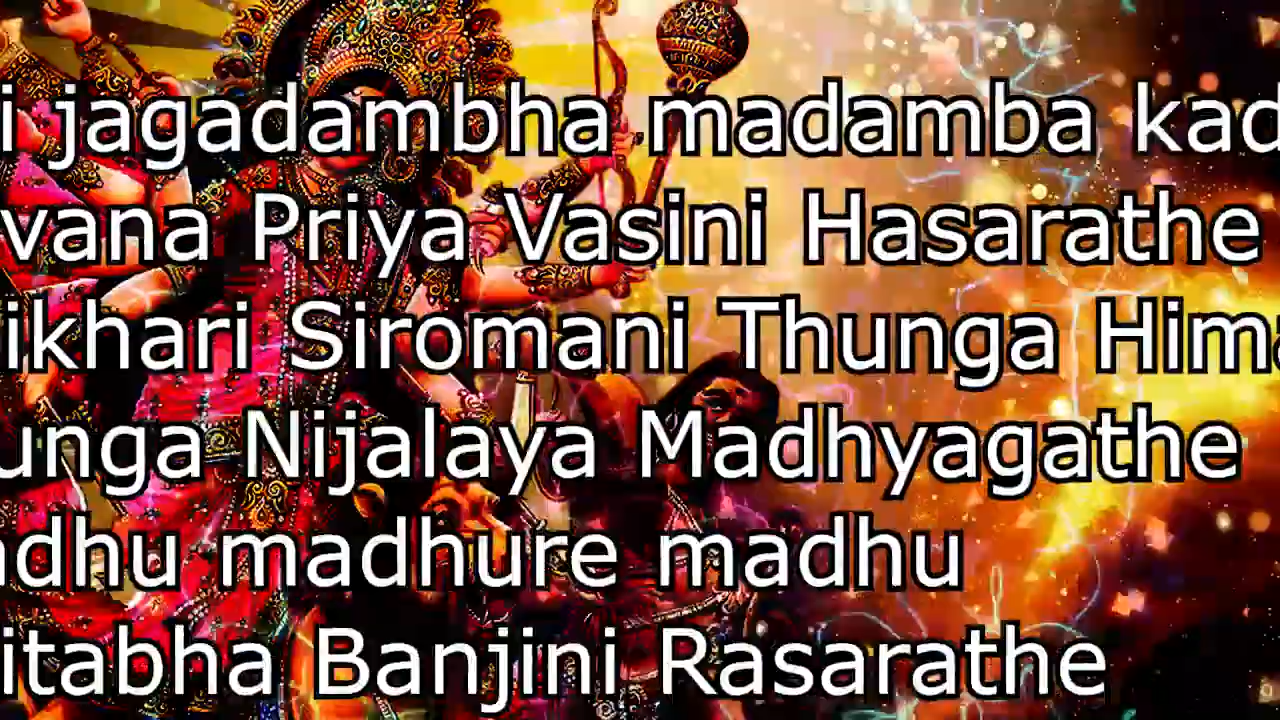 i jagadambha madamba kad
vana Priya Vasini Hasarathe
ikhari Siromani Thunga Hima
unga Nijalaya Madhyagathe
adhu madhure madhu
itabha Banjini Rasarathe